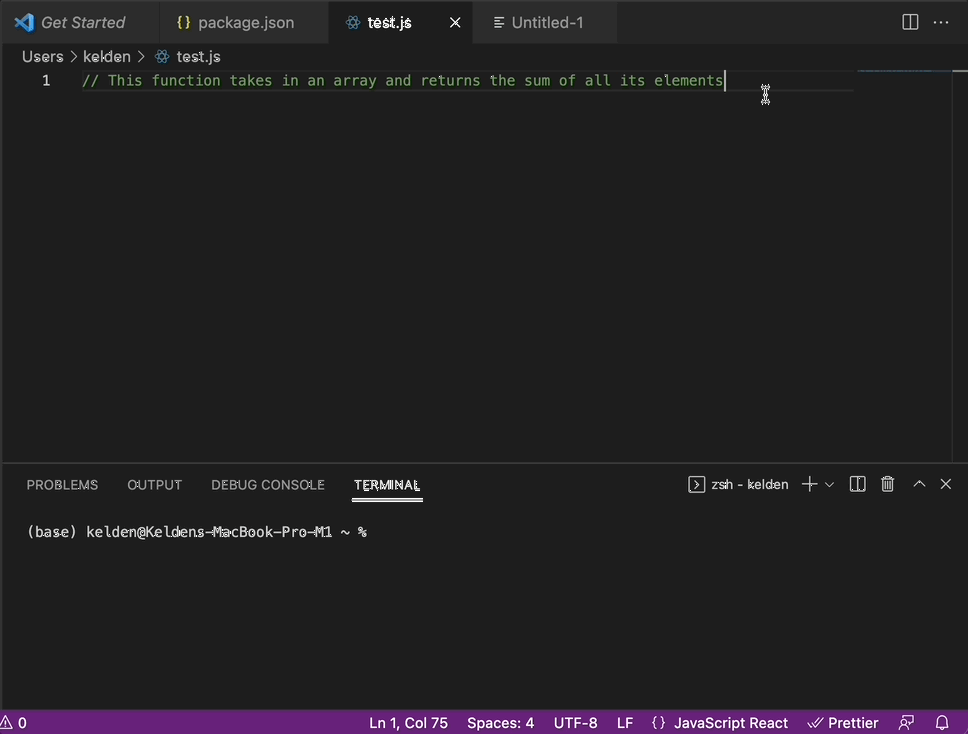 Get Started {} package.json test.js Untitled-1
Users > kelden > test.js
1 // This function takes in an array and returns the sum of all its elements
PROBLEMS OUTPUT DEBUG CONSOLE TERMINAL zsh - kelden
(base) kelden@Keldens-MacBook-Pro-M1 ~ %
0 Ln 1, Col 75 Spaces: 4 UTF-8 LF {} JavaScript React Prettier